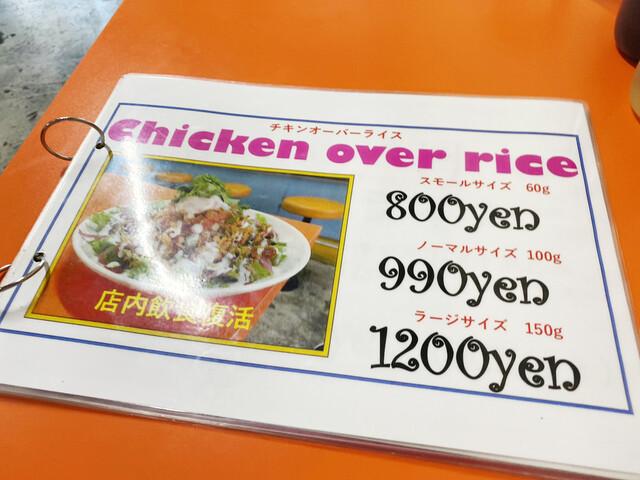 チキンオーバーライス
Chicken over rice
スモールサイズ 60g
800yen
ノーマルサイズ 100g
990yen
ラージサイズ 150g
1200yen
店内飲食復活